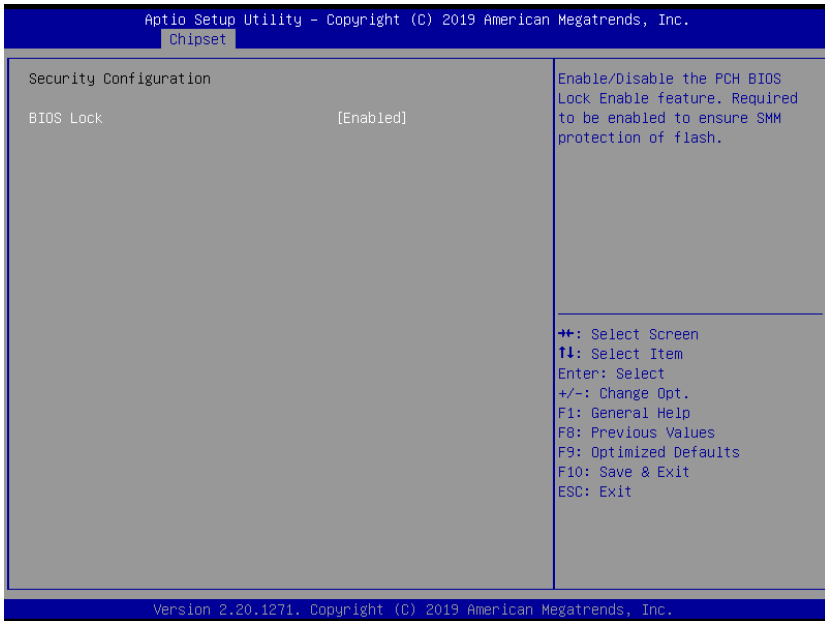 Aptio Setup Utility – Copyright (C) 2019 American Megatrends, Inc.
Chipset
Security Configuration
BIOS Lock [Enabled]
Enable/Disable the PCH BIOS
Lock Enable feature. Required
to be enabled to ensure SMM
protection of flash.
→←: Select Screen
↑↓: Select Item
Enter: Select
+/-: Change Opt.
F1: General Help
F8: Previous Values
F9: Optimized Defaults
F10: Save & Exit
ESC: Exit
Version 2.20.1271. Copyright (C) 2019 American Megatrends, Inc.